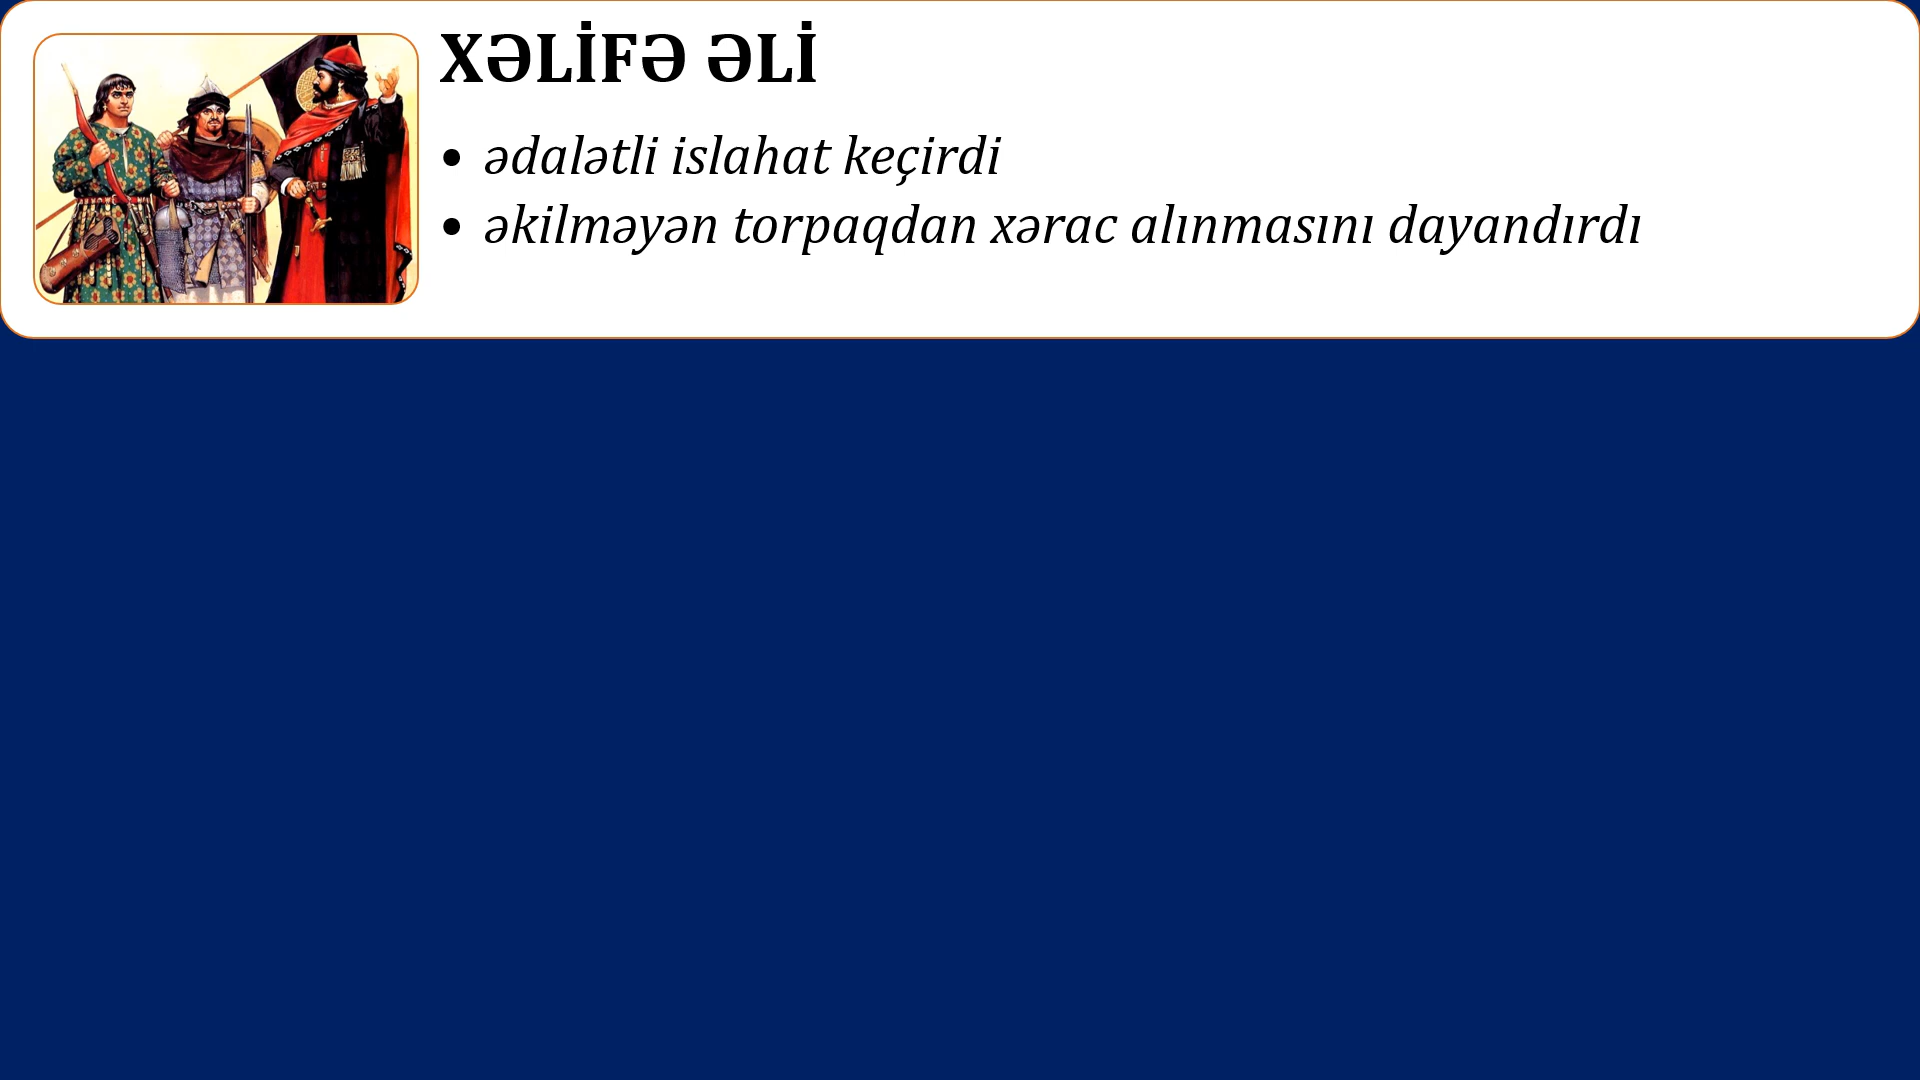 XƏLİFƏ ƏLİ
• ədalətli islahat keçirdi
• əkilməyən torpaqdan xərac alınmasını dayandırdı